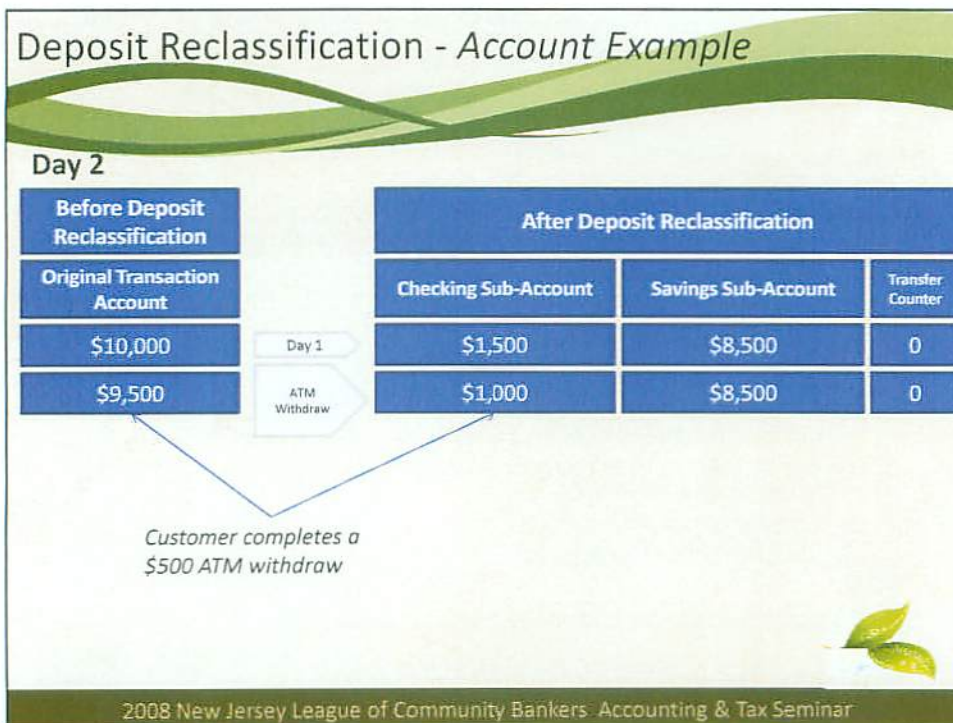 Deposit Reclassification - Account Example
Day 2
Before Deposit
Reclassification
After Deposit Reclassification
Original Transaction
Account
Checking Sub-Account
Savings Sub-Account
Transfer
Counter
$10,000
Day 1
$1,500
$8,500
0
$9,500
ATM
Withdraw
$1,000
$8,500
0
Customer completes a
$500 ATM withdraw
2008 New Jersey League of Community Bankers Accounting & Tax Seminar